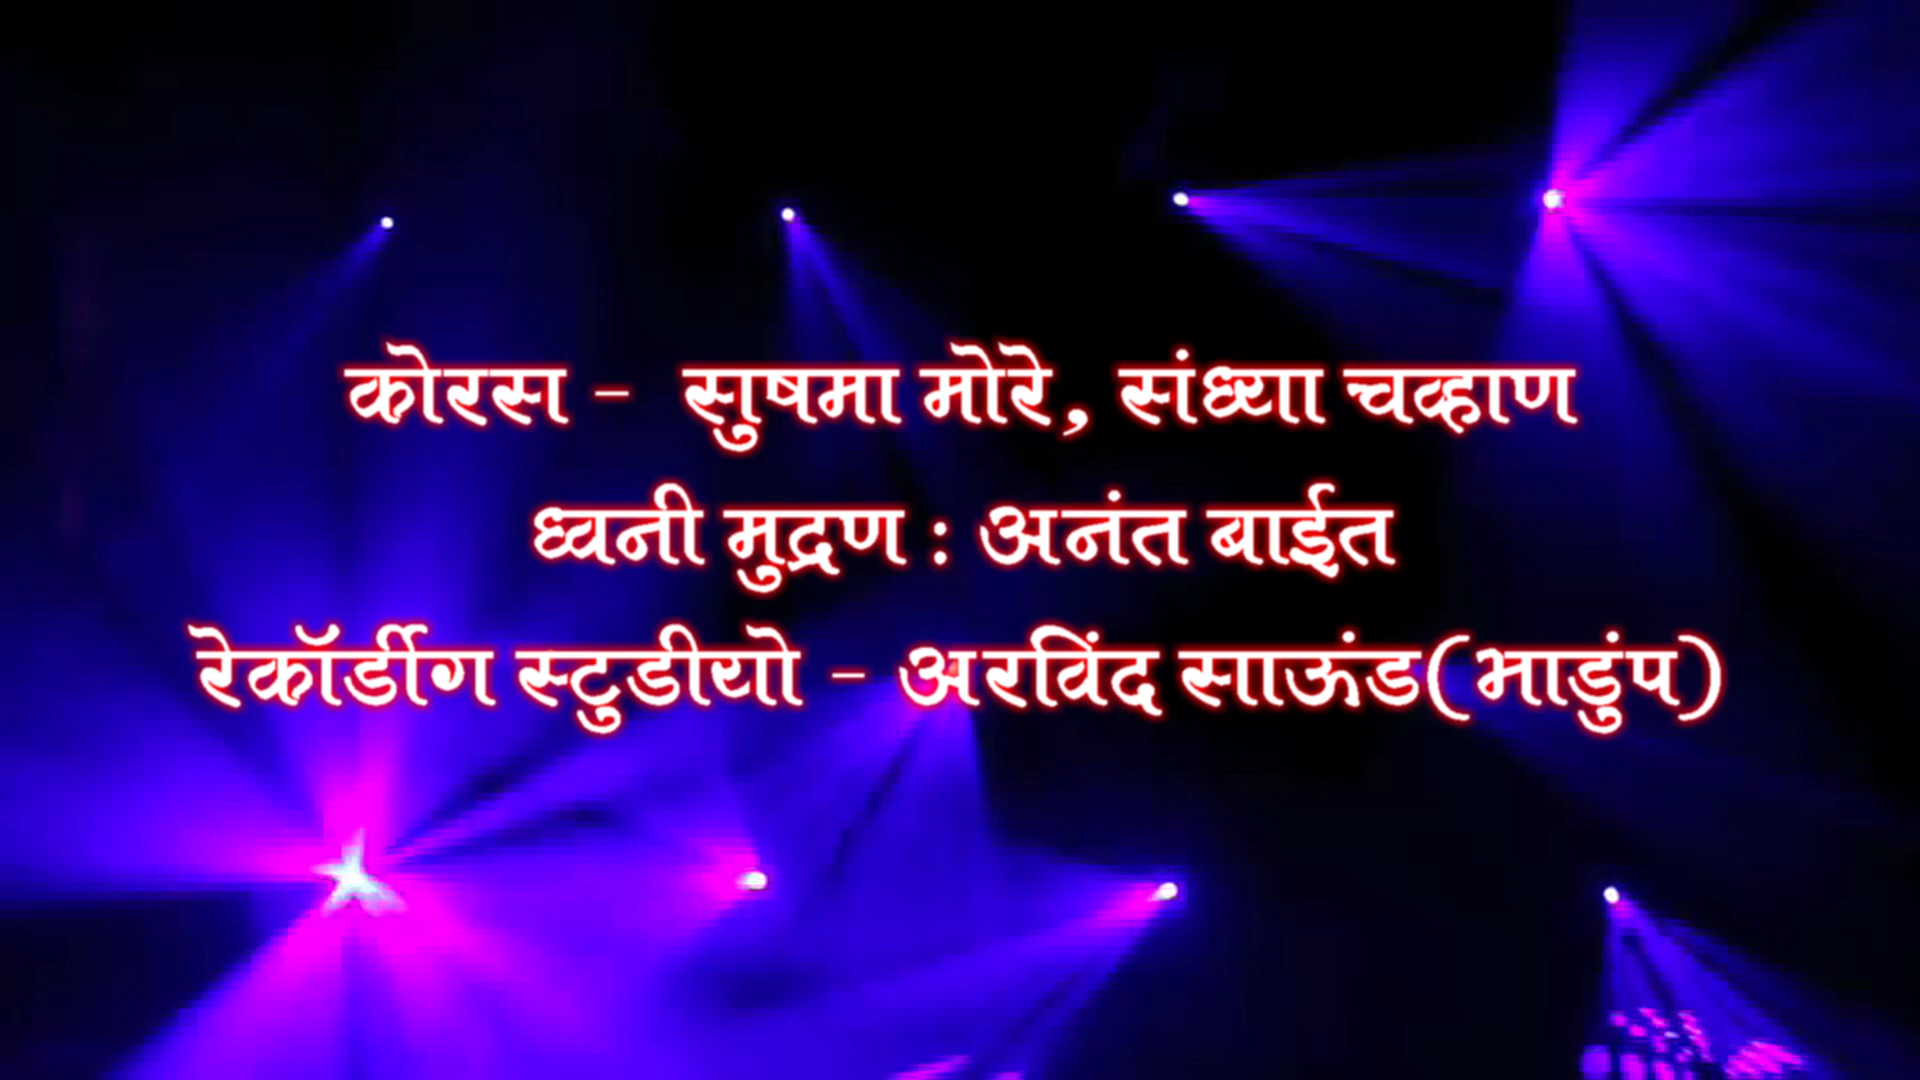 कोरस - सुषमा मोरे, संध्या चव्हाण
ध्वनी मुद्रण : अनंत बाईत
रेकॉर्डींग स्टुडीयो - अरविंद साऊंड(भाडुंप)